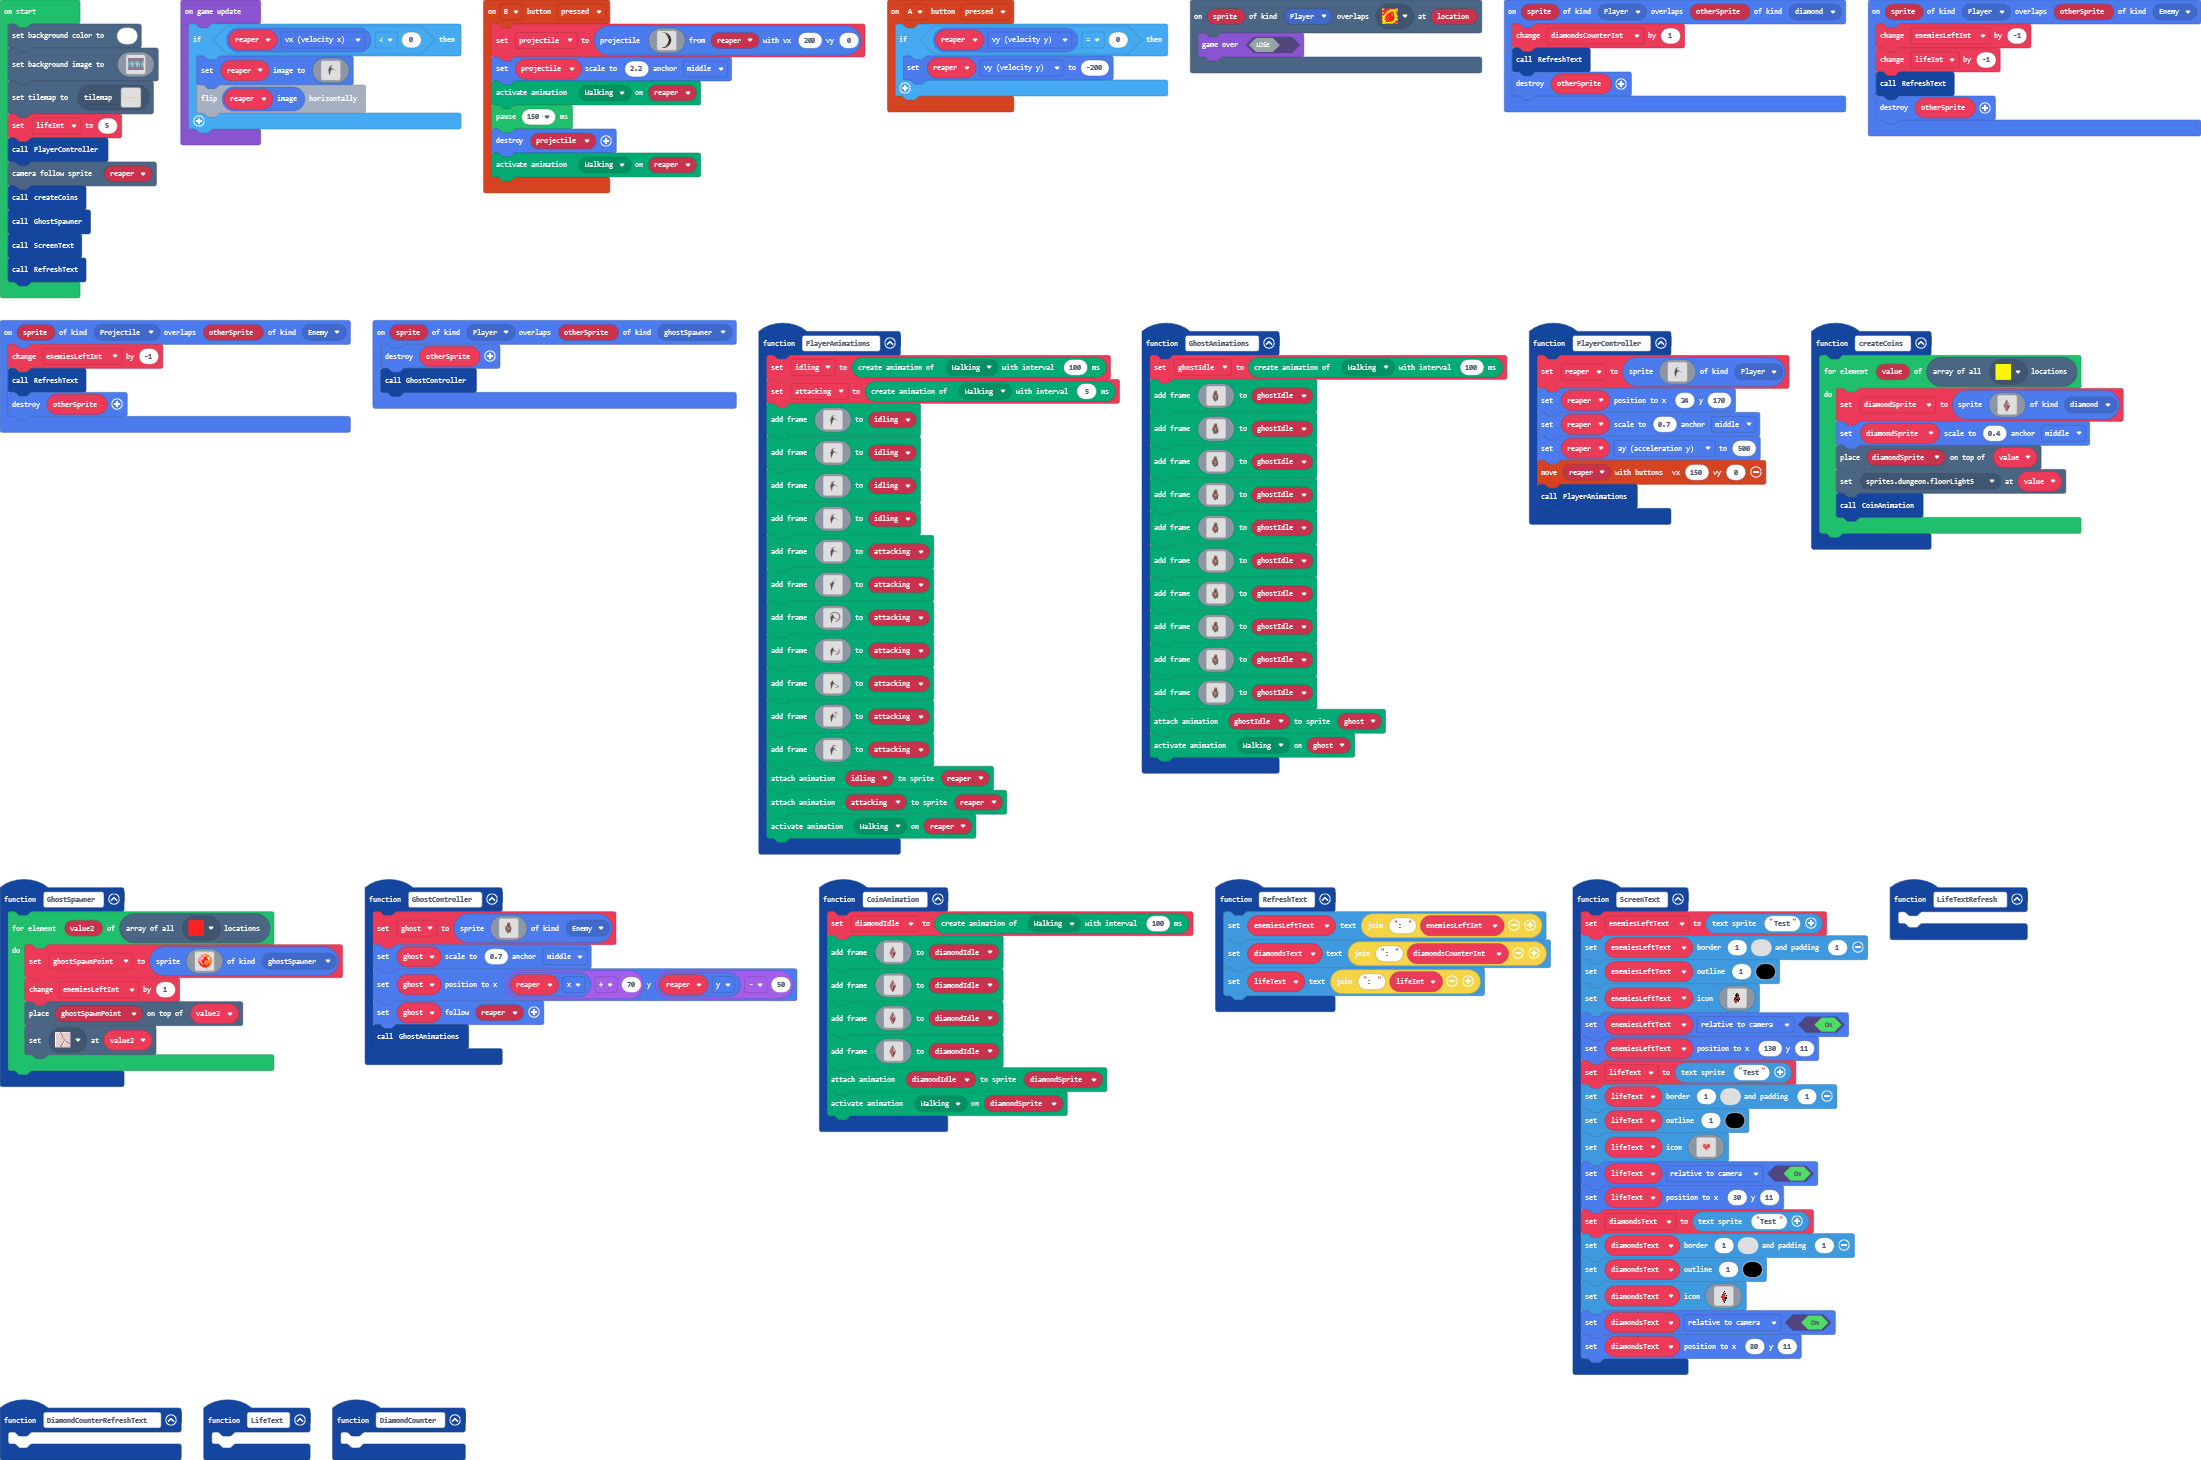 on start
set background color to
set background image to
set tilemap to tilemap
set lifeInt to 5
call PlayerController
camera follow sprite reaper
call createCoins
call GhostSpawner
call ScreenText
call RefreshText
on game update
if reaper vx (velocity x) < 0 then
set reaper image to
flip reaper image horizontally
on B button pressed
set projectile to projectile from reaper with vx 200 vy 0
set projectile scale to 2.2 anchor middle
activate animation Walking on reaper
pause 150 ms
destroy projectile
activate animation Walking on reaper
on A button pressed
if reaper vy (velocity y) = 0 then
set reaper vy (velocity y) to -200
on sprite of kind Player overlaps at location
game over LOSE
on sprite of kind Player overlaps otherSprite of kind diamond
change diamondsCounterInt by 1
call RefreshText
destroy otherSprite
on sprite of kind Player overlaps otherSprite of kind Enemy
change enemiesLeftInt by -1
change lifeInt by -1
call RefreshText
destroy otherSprite
on sprite of kind Projectile overlaps otherSprite of kind Enemy
change enemiesLeftInt by -1
call RefreshText
destroy otherSprite
on sprite of kind Player overlaps otherSprite of kind ghostSpawner
destroy otherSprite
call GhostController
function PlayerAnimations
set idling to create animation of Walking with interval 100 ms
set attacking to create animation of Walking with interval 5 ms
add frame to idling
add frame to idling
add frame to idling
add frame to idling
add frame to attacking
add frame to attacking
add frame to attacking
add frame to attacking
add frame to attacking
add frame to attacking
add frame to attacking
attach animation idling to sprite reaper
attach animation attacking to sprite reaper
activate animation Walking on reaper
function GhostAnimations
set ghostIdle to create animation of Walking with interval 100 ms
add frame to ghostIdle
add frame to ghostIdle
add frame to ghostIdle
add frame to ghostIdle
add frame to ghostIdle
add frame to ghostIdle
add frame to ghostIdle
add frame to ghostIdle
add frame to ghostIdle
add frame to ghostIdle
attach animation ghostIdle to sprite ghost
activate animation Walking on ghost
function PlayerController
set reaper to sprite of kind Player
set reaper position to x 24 y 170
set reaper scale to 0.7 anchor middle
set reaper ay (acceleration y) to 500
move reaper with buttons vx 150 vy 0
call PlayerAnimations
function createCoins
for element value of array of all locations
do
set diamondSprite to sprite of kind diamond
set diamondSprite scale to 0.4 anchor middle
place diamondSprite on top of value
set sprites.dungeon.floorLight5 at value
call CoinAnimation
function GhostSpawner
for element value2 of array of all locations
do
set ghostSpawnPoint to sprite of kind ghostSpawner
change enemiesLeftInt by 1
place ghostSpawnPoint on top of value2
set at value2
function GhostController
set ghost to sprite of kind Enemy
set ghost scale to 0.7 anchor middle
set ghost position to x reaper x + 70 y reaper y - 50
set ghost follow reaper
call GhostAnimations
function CoinAnimation
set diamondIdle to create animation of Walking with interval 100 ms
add frame to diamondIdle
add frame to diamondIdle
add frame to diamondIdle
add frame to diamondIdle
attach animation diamondIdle to sprite diamondSprite
activate animation Walking on diamondSprite
function RefreshText
set enemiesLeftText text join ": " enemiesLeftInt
set diamondsText text join ": " diamondsCounterInt
set lifeText text join ": " lifeInt
function ScreenText
set enemiesLeftText to text sprite "Test"
set enemiesLeftText border 1 and padding 1
set enemiesLeftText outline 1
set enemiesLeftText icon
set enemiesLeftText relative to camera On
set enemiesLeftText position to x 130 y 11
set lifeText to text sprite "Test"
set lifeText border 1 and padding 1
set lifeText outline 1
set lifeText icon
set lifeText relative to camera On
set lifeText position to x 30 y 11
set diamondsText to text sprite "Test"
set diamondsText border 1 and padding 1
set diamondsText outline 1
set diamondsText icon
set diamondsText relative to camera On
set diamondsText position to x 80 y 11
function LifeTextRefresh
function DiamondCounterRefreshText
function LifeText
function DiamondCounter